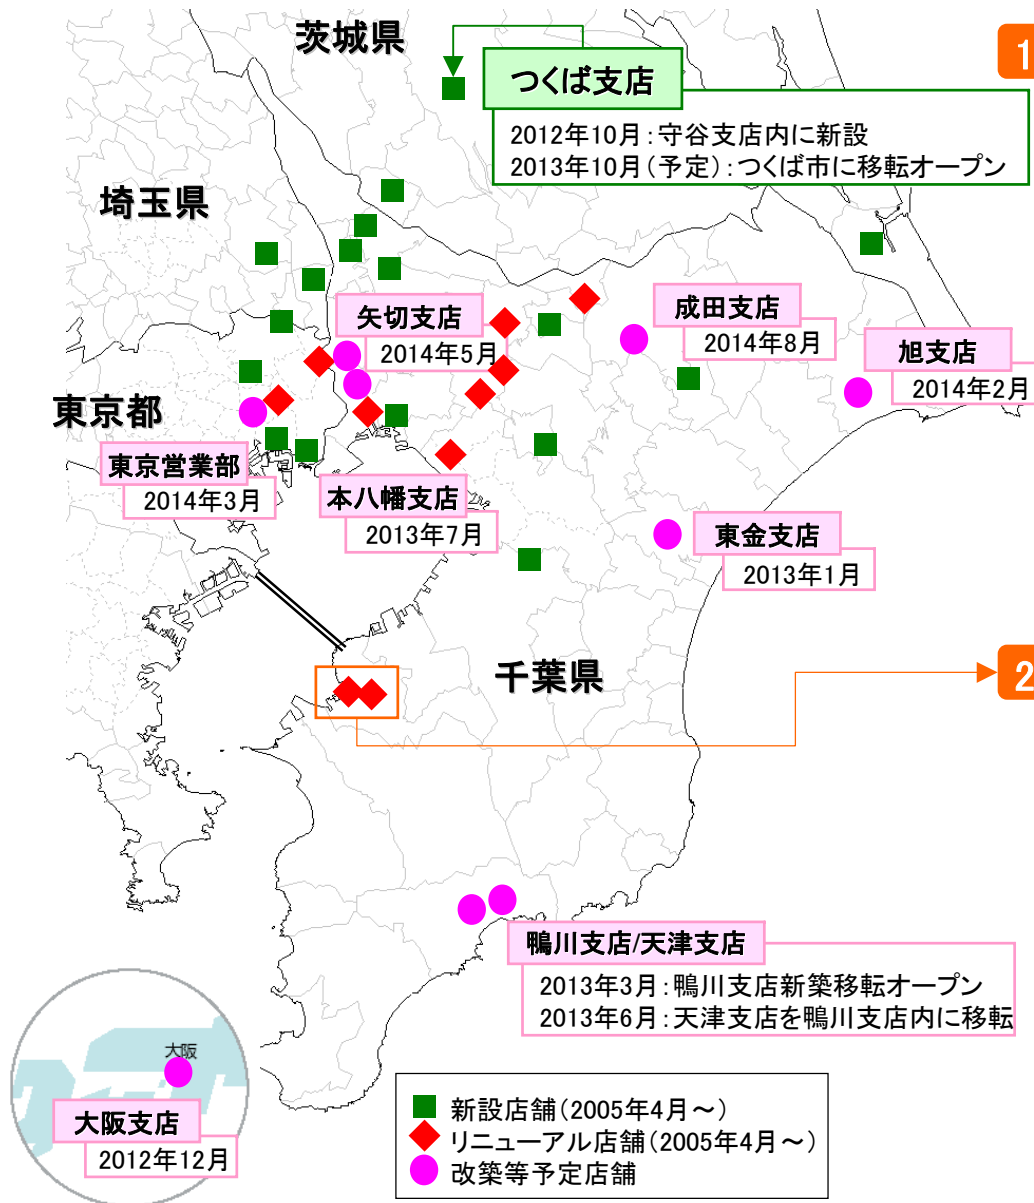 茨城県
1
つくば支店
2012年10月：守谷支店内に新設
2013年10月（予定）：つくば市に移転オープン
埼玉県
矢切支店
2014年5月
成田支店
2014年8月
旭支店
2014年2月
東京都
東京営業部
2014年3月
本八幡支店
2013年7月
東金支店
2013年1月
千葉県
2
鴨川支店/天津支店
2013年3月：鴨川支店新築移転オープン
2013年6月：天津支店を鴨川支店内に移転
大阪
大阪支店
2012年12月
新設店舗（2005年4月～）
リニューアル店舗（2005年4月～）
改築等予定店舗